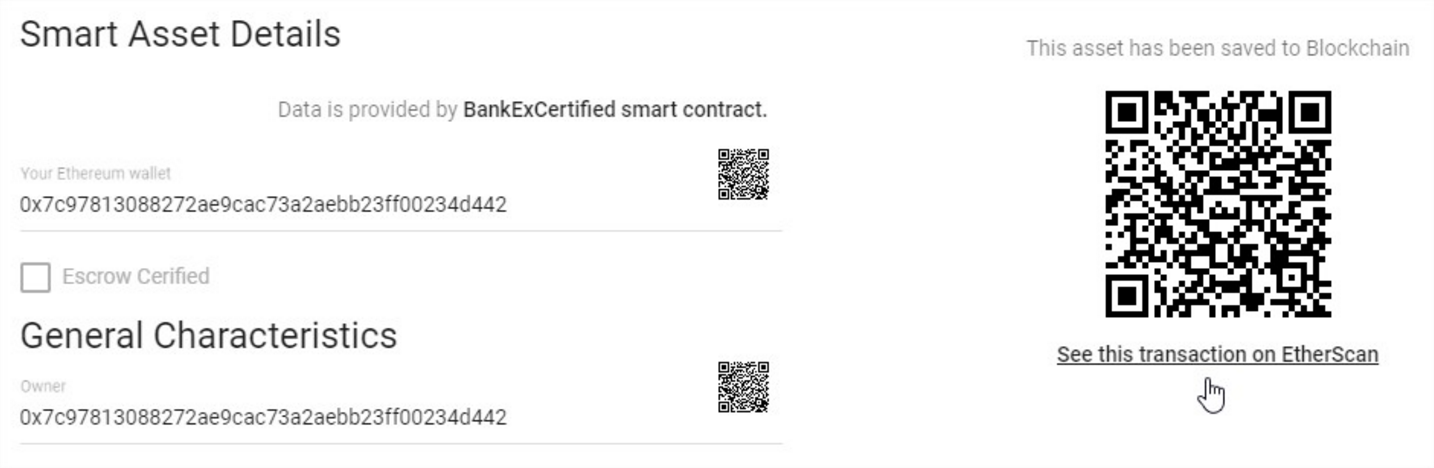 Smart Asset Details
This asset has been saved to Blockchain
Data is provided by BankExCertified smart contract.
Your Ethereum wallet
0x7c97813088272ae9cac73a2aebb23ff00234d442
Escrow Cerified
General Characteristics
See this transaction on EtherScan
Owner
0x7c97813088272ae9cac73a2aebb23ff00234d442